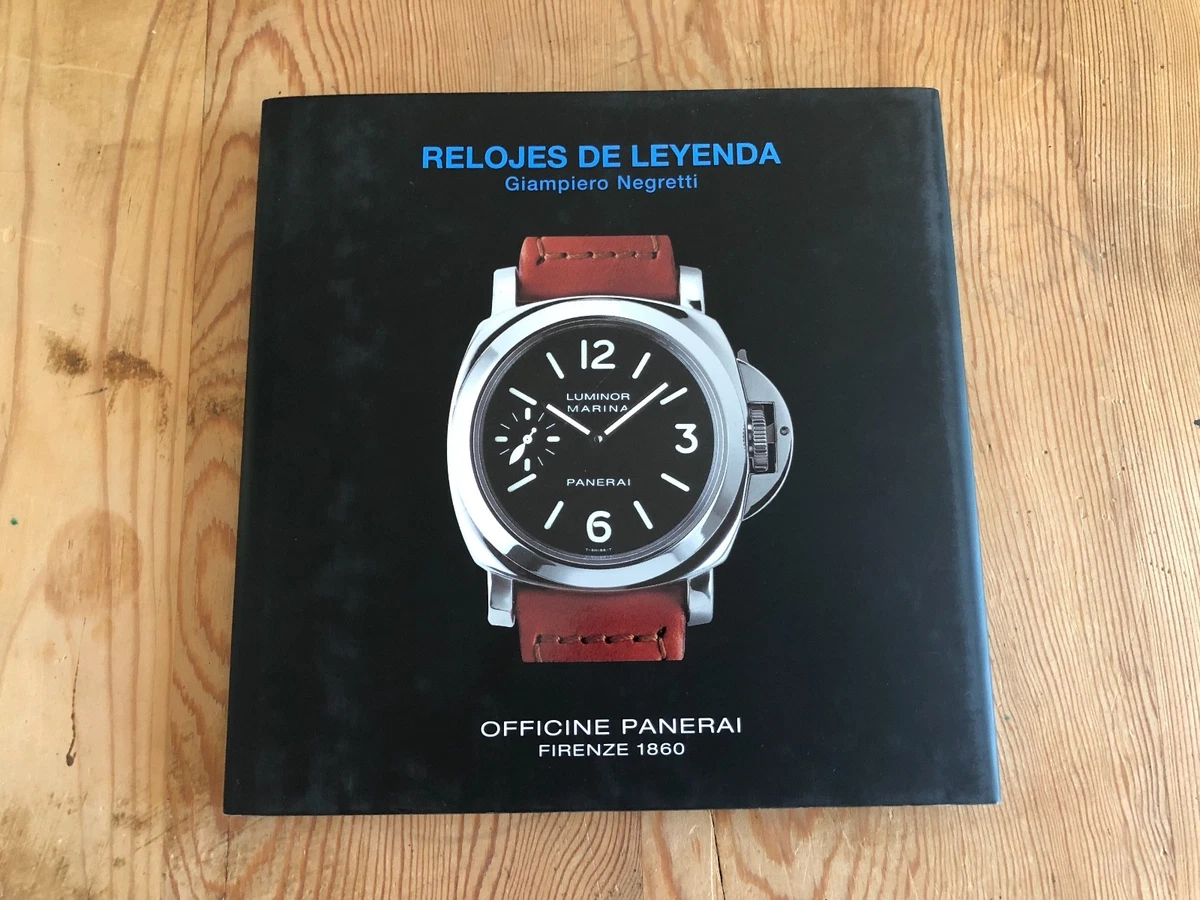 RELOJES DE LEYENDA
Giampiero Negretti
12
LUMINOR
MARINA
3
PANERAI
6
OFFICINE PANERAI
FIRENZE 1860